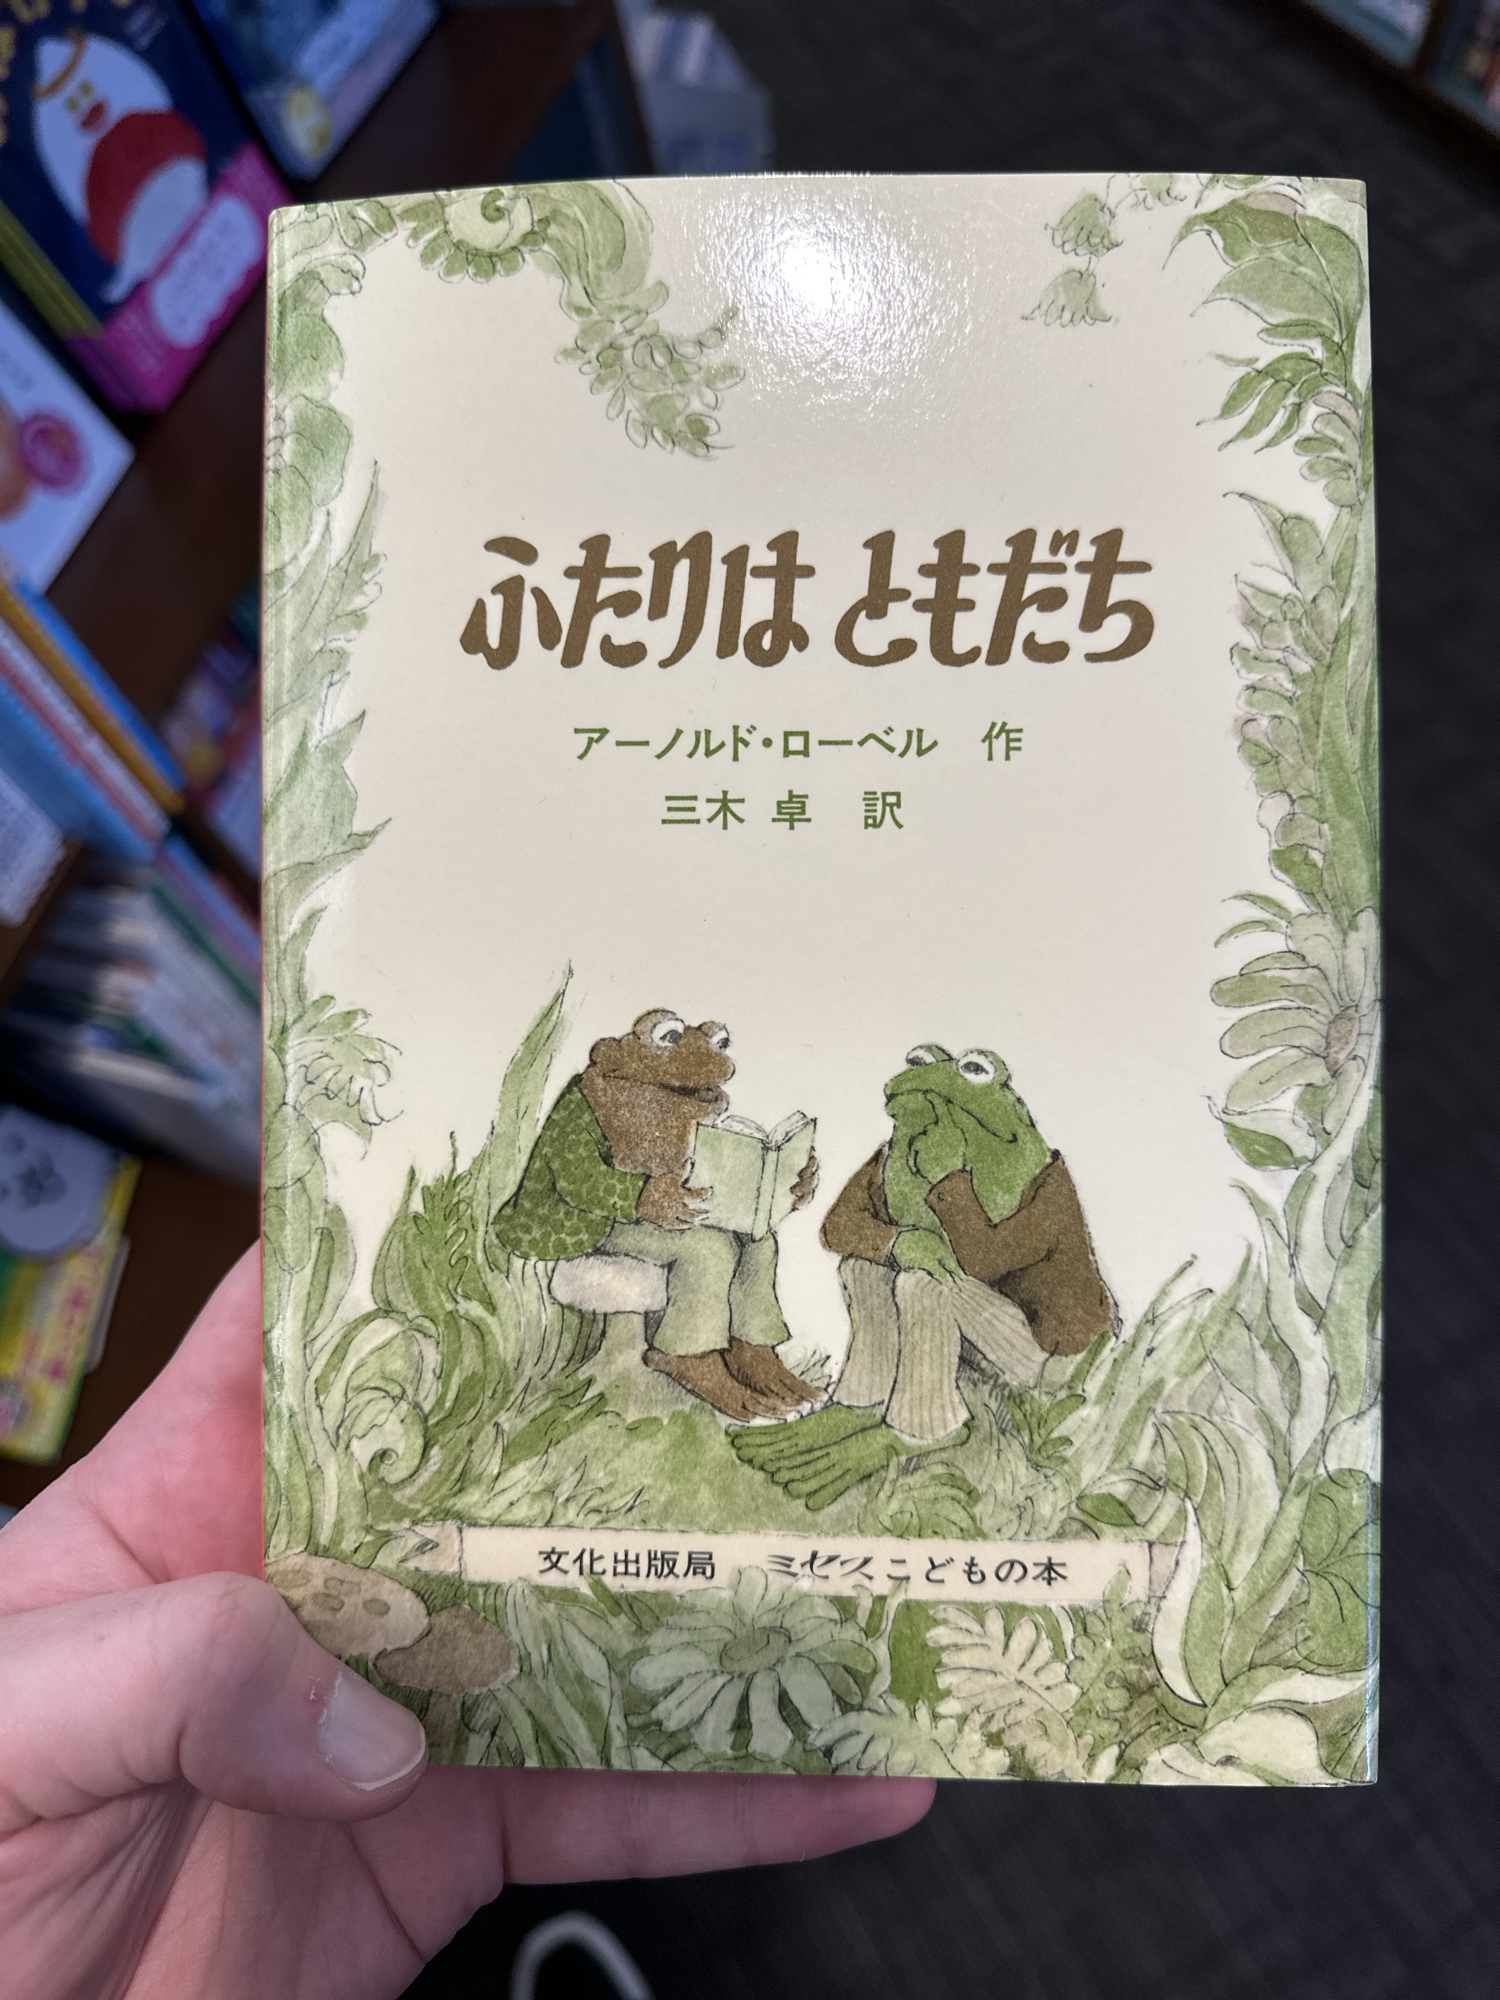 ふたりは ともだち
アーノルド・ローベル 作
三木 卓 訳
文化出版局 ミセスこどもの本